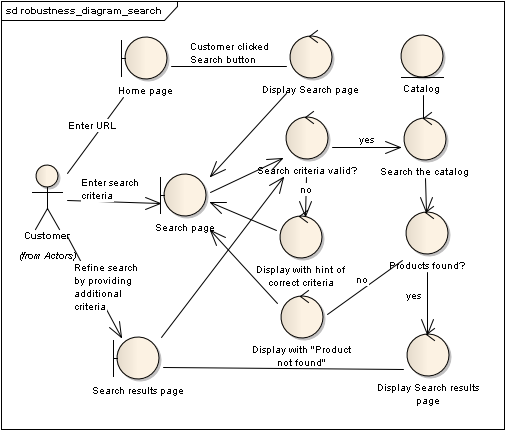 sd robustness_diagram_search
Customer clicked
Search button
Home page
Display Search page
Catalog
Enter URL
Search criteria valid?
yes
Search the catalog
no
Enter search
criteria
Search page
Customer
(from Actors)
Display with hint of
correct criteria
Products found?
no
yes
Refine search
by providing
additional
criteria
Display with "Product
not found"
Search results page
Display Search results
page